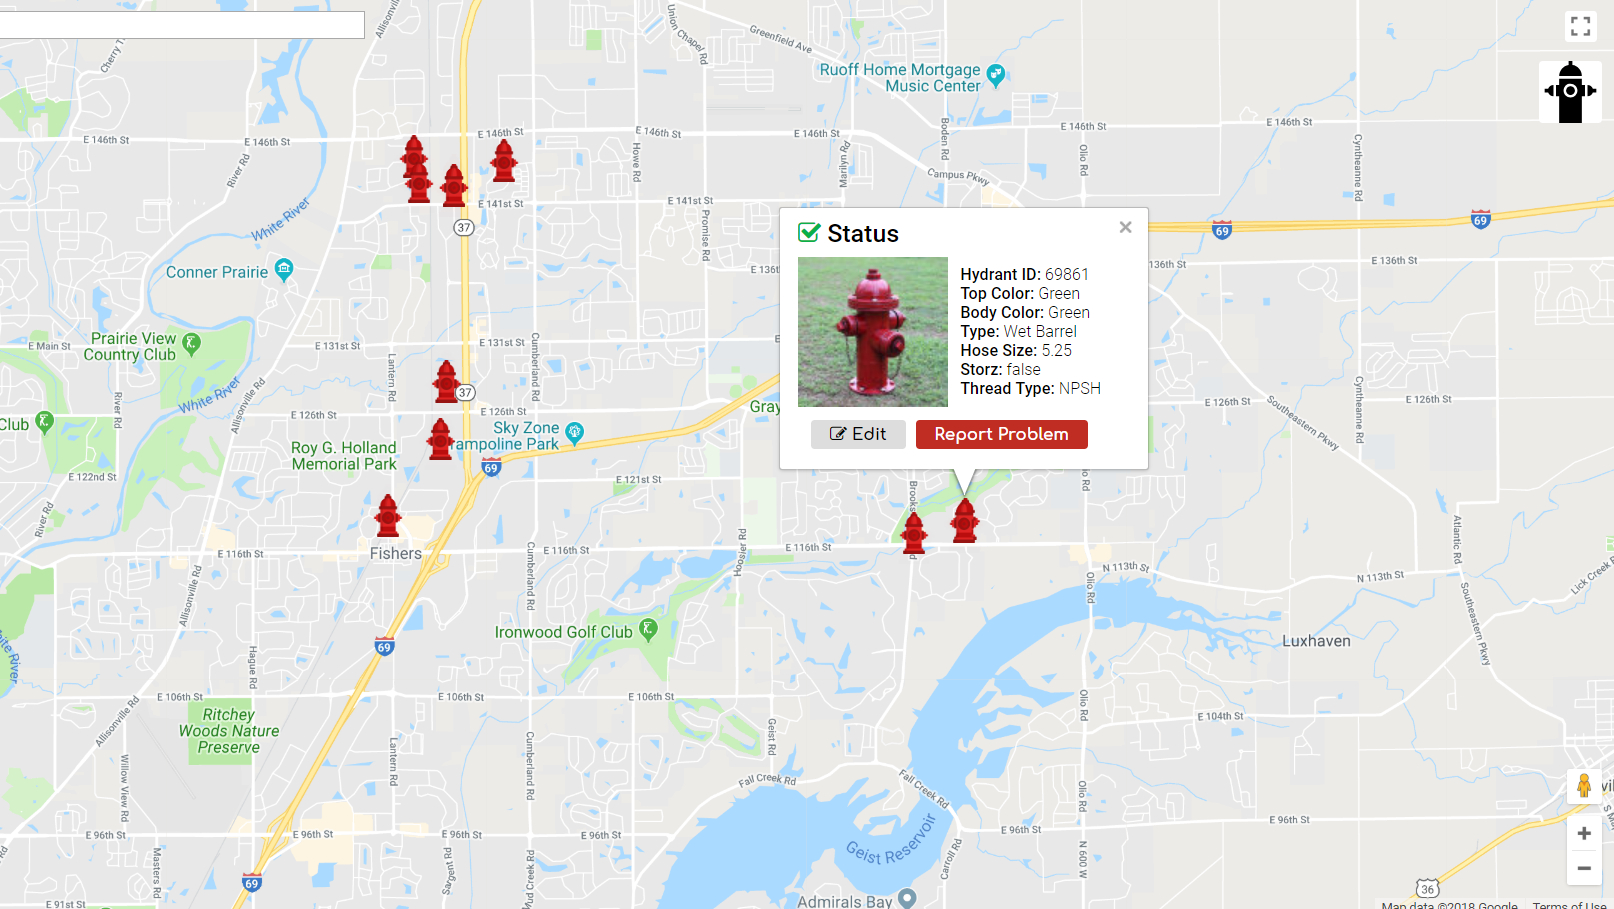 Allisonville
Cherry T
Union Chapel Rd
Greenfield Ave
Ruoff Home Mortgage
Music Center
E 146th St
E 146th St
E 146th St
E 146th St
E 146th St
E 146th St
E 146th St
River Rd
Howe Rd
Marilyn Rd
Boden Rd
Olio Rd
Cyntheanne Rd
Campus Pkwy
White River
E 141st St
E 141st St
Promise Rd
37
69
69
Status
Conner Prairie
E 136t
136th St
E 136th St
Hydrant ID: 69861
Top Color: Green
Body Color: Green
Type: Wet Barrel
Hose Size: 5.25
Storz: false
Thread Type: NPSH
Edit
Report Problem
Prairie View
Country Club
E Main St
E 131st St
E 131st St
E 131st St
Cumberland Rd
Lantern Rd
White River
River Rd
Allisonville Rd
37
Club
E 126th St
E 126th St
E 126th St
E 126th St
Gray
Southeastern Pkwy
Cyntheanne Rd
Sky Zone
Trampoline Park
Roy G. Holland
Memorial Park
69
E 122nd St
E 121st St
Olio Rd
Brooks
River Rd
Atlantic Rd
E 116th St
E 116th St
E 116th St
Fishers
Hoosier Rd
Cumberland Rd
Allisonville Rd
N 113th St
N 113th St
Olio Rd
Lick Creek Rd
Southeastern Pkwy
Ironwood Golf Club
69
Luxhaven
White River
Hague Rd
E 106th St
E 106th St
E 106th St
Olio Rd
E 104th St
Ritchey
Woods Nature
Preserve
Allisonville Rd
Geist Rd
Lantern Rd
Cumberland Rd
Willow View Rd
Fall Creek Rd
Fall Creek Rd
Olio Rd
E 96th St
E 96th St
E 96th St
E 96th St
E 96th St
E 96th St
Geist Reservoir
Carroll Rd
N 600 W
Masters Rd
Sargent Rd
Mud Creek Rd
69
36
Admirals Bay
E 91st St
Map data ©2018 Google
Terms of Use